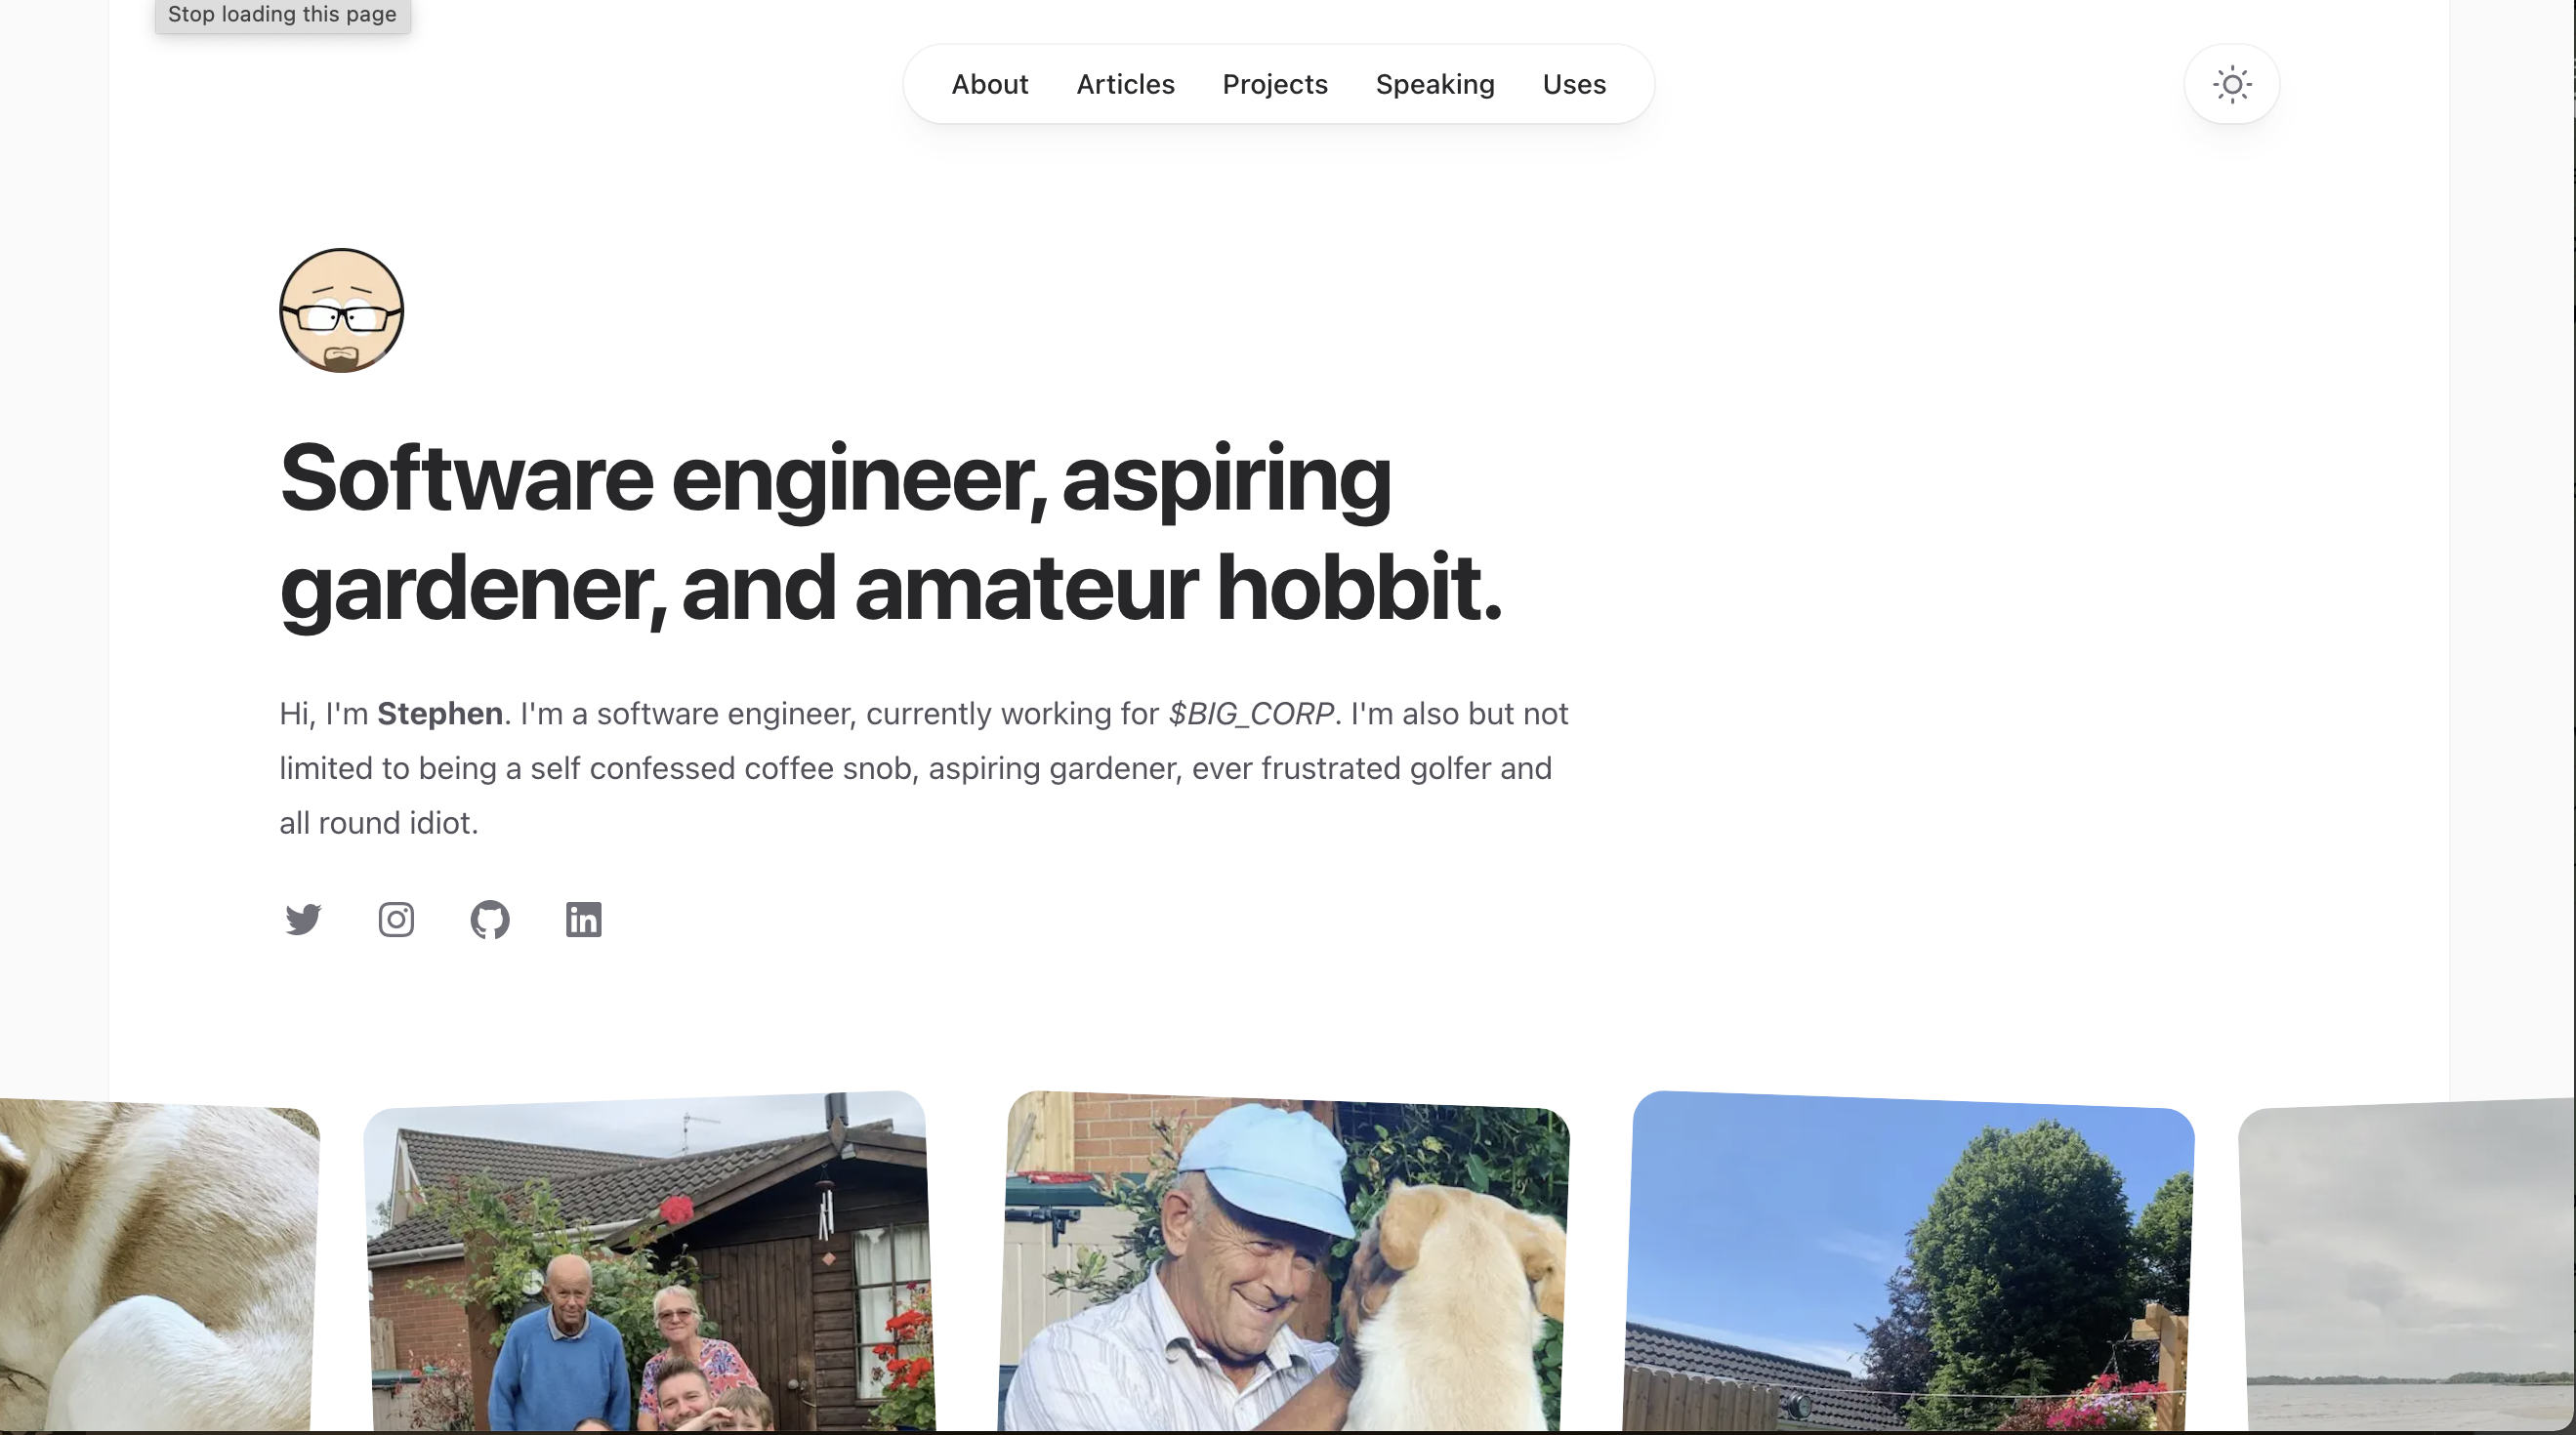 Stop loading this page
About Articles Projects Speaking Uses
Software engineer, aspiring
gardener, and amateur hobbit.
Hi, I'm Stephen. I'm a software engineer, currently working for $BIG_CORP. I'm also but not
limited to being a self confessed coffee snob, aspiring gardener, ever frustrated golfer and
all round idiot.